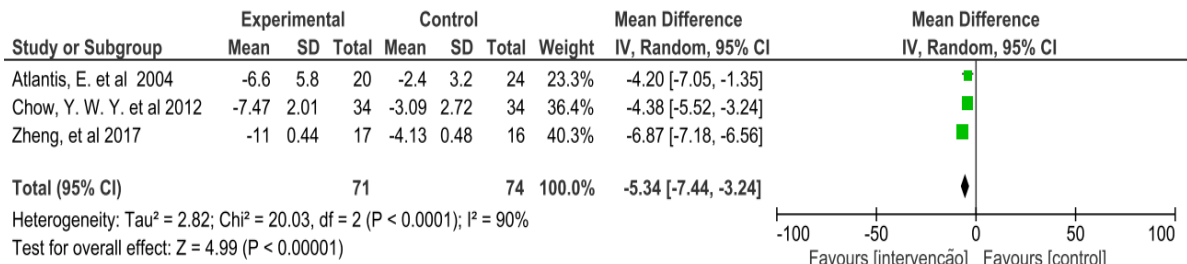 Experimental Control Mean Difference Mean Difference
Study or Subgroup Mean SD Total Mean SD Total Weight IV, Random, 95% CI IV, Random, 95% CI
Atlantis, E. et al 2004 -6.6 5.8 20 -2.4 3.2 24 23.3% -4.20 [-7.05, -1.35]
Chow, Y. W. Y. et al 2012 -7.47 2.01 34 -3.09 2.72 34 36.4% -4.38 [-5.52, -3.24]
Zheng, et al 2017 -11 0.44 17 -4.13 0.48 16 40.3% -6.87 [-7.18, -6.56]
Total (95% CI) 71 74 100.0% -5.34 [-7.44, -3.24]
Heterogeneity: Tau² = 2.82; Chi² = 20.03, df = 2 (P < 0.0001); I² = 90%
Test for overall effect: Z = 4.99 (P < 0.00001)
-100 -50 0 50 100
Favours [intervenção] Favours [control]